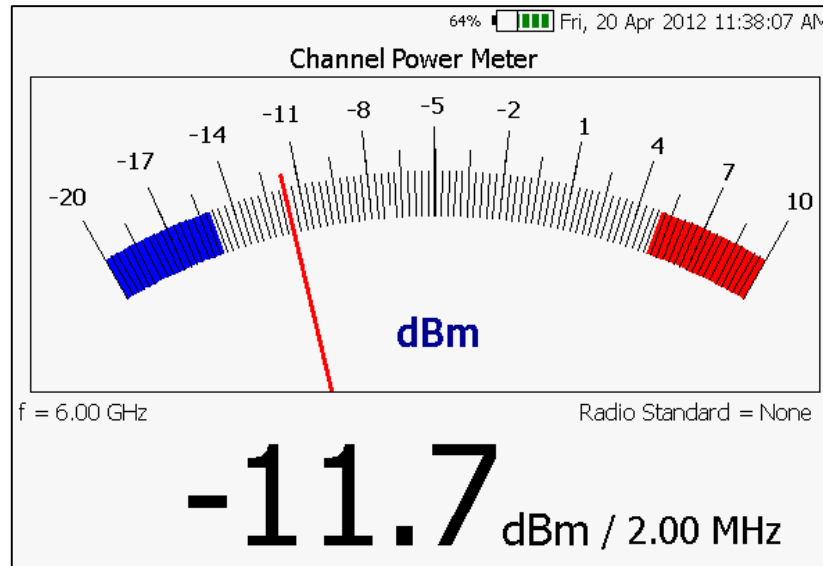 64% Fri, 20 Apr 2012 11:38:07 AM
Channel Power Meter
-20 -17 -14 -11 -8 -5 -2 1 4 7 10
dBm
f = 6.00 GHz Radio Standard = None
-11.7 dBm / 2.00 MHz